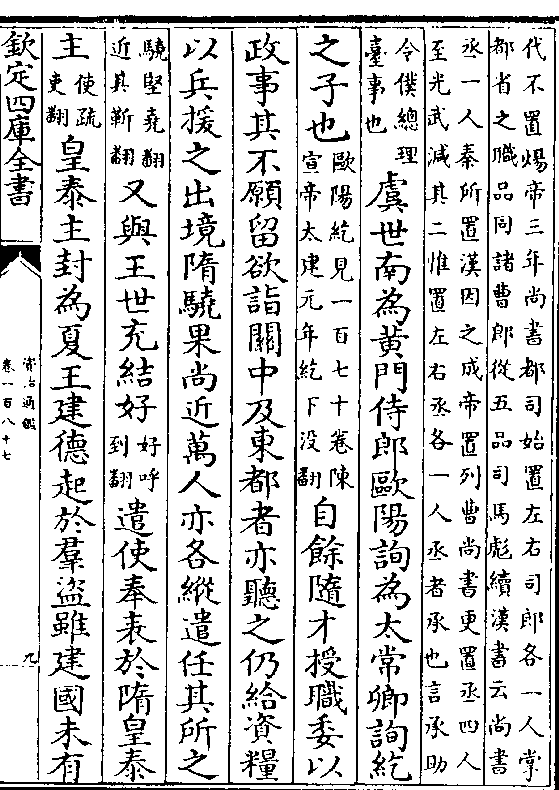 代不置煬帝三年尚書都司始置左右司郎各一人掌
都省之職品同諸曹郎從五品司馬彪續漢書云尚書
丞一人秦所置漢因之成帝置列曹尚書更置丞四人
至光武減其二惟置左右丞各一人丞者承也言承助
令僕總理
臺事也
虞世南為黃門侍郎歐陽詢為太常卿詢紇
之子也
歐陽紇見一百七十卷陳
宣帝太建元年紇下没翻
自餘隨才授職委以
政事其不願留欲詣關中及東都者亦聽之仍給資糧
以兵援之出境隋驍果尚近萬人亦各縱遣任其所之
驍堅堯翻
近其靳翻
又與王世充結好
好呼
到翻
遣使奉表於隋皇泰
主
使疏
吏翻
皇泰主封為夏王建德起於羣盜雖建國未有
欽定四庫全書
資治通鑑
卷一百八十七
九